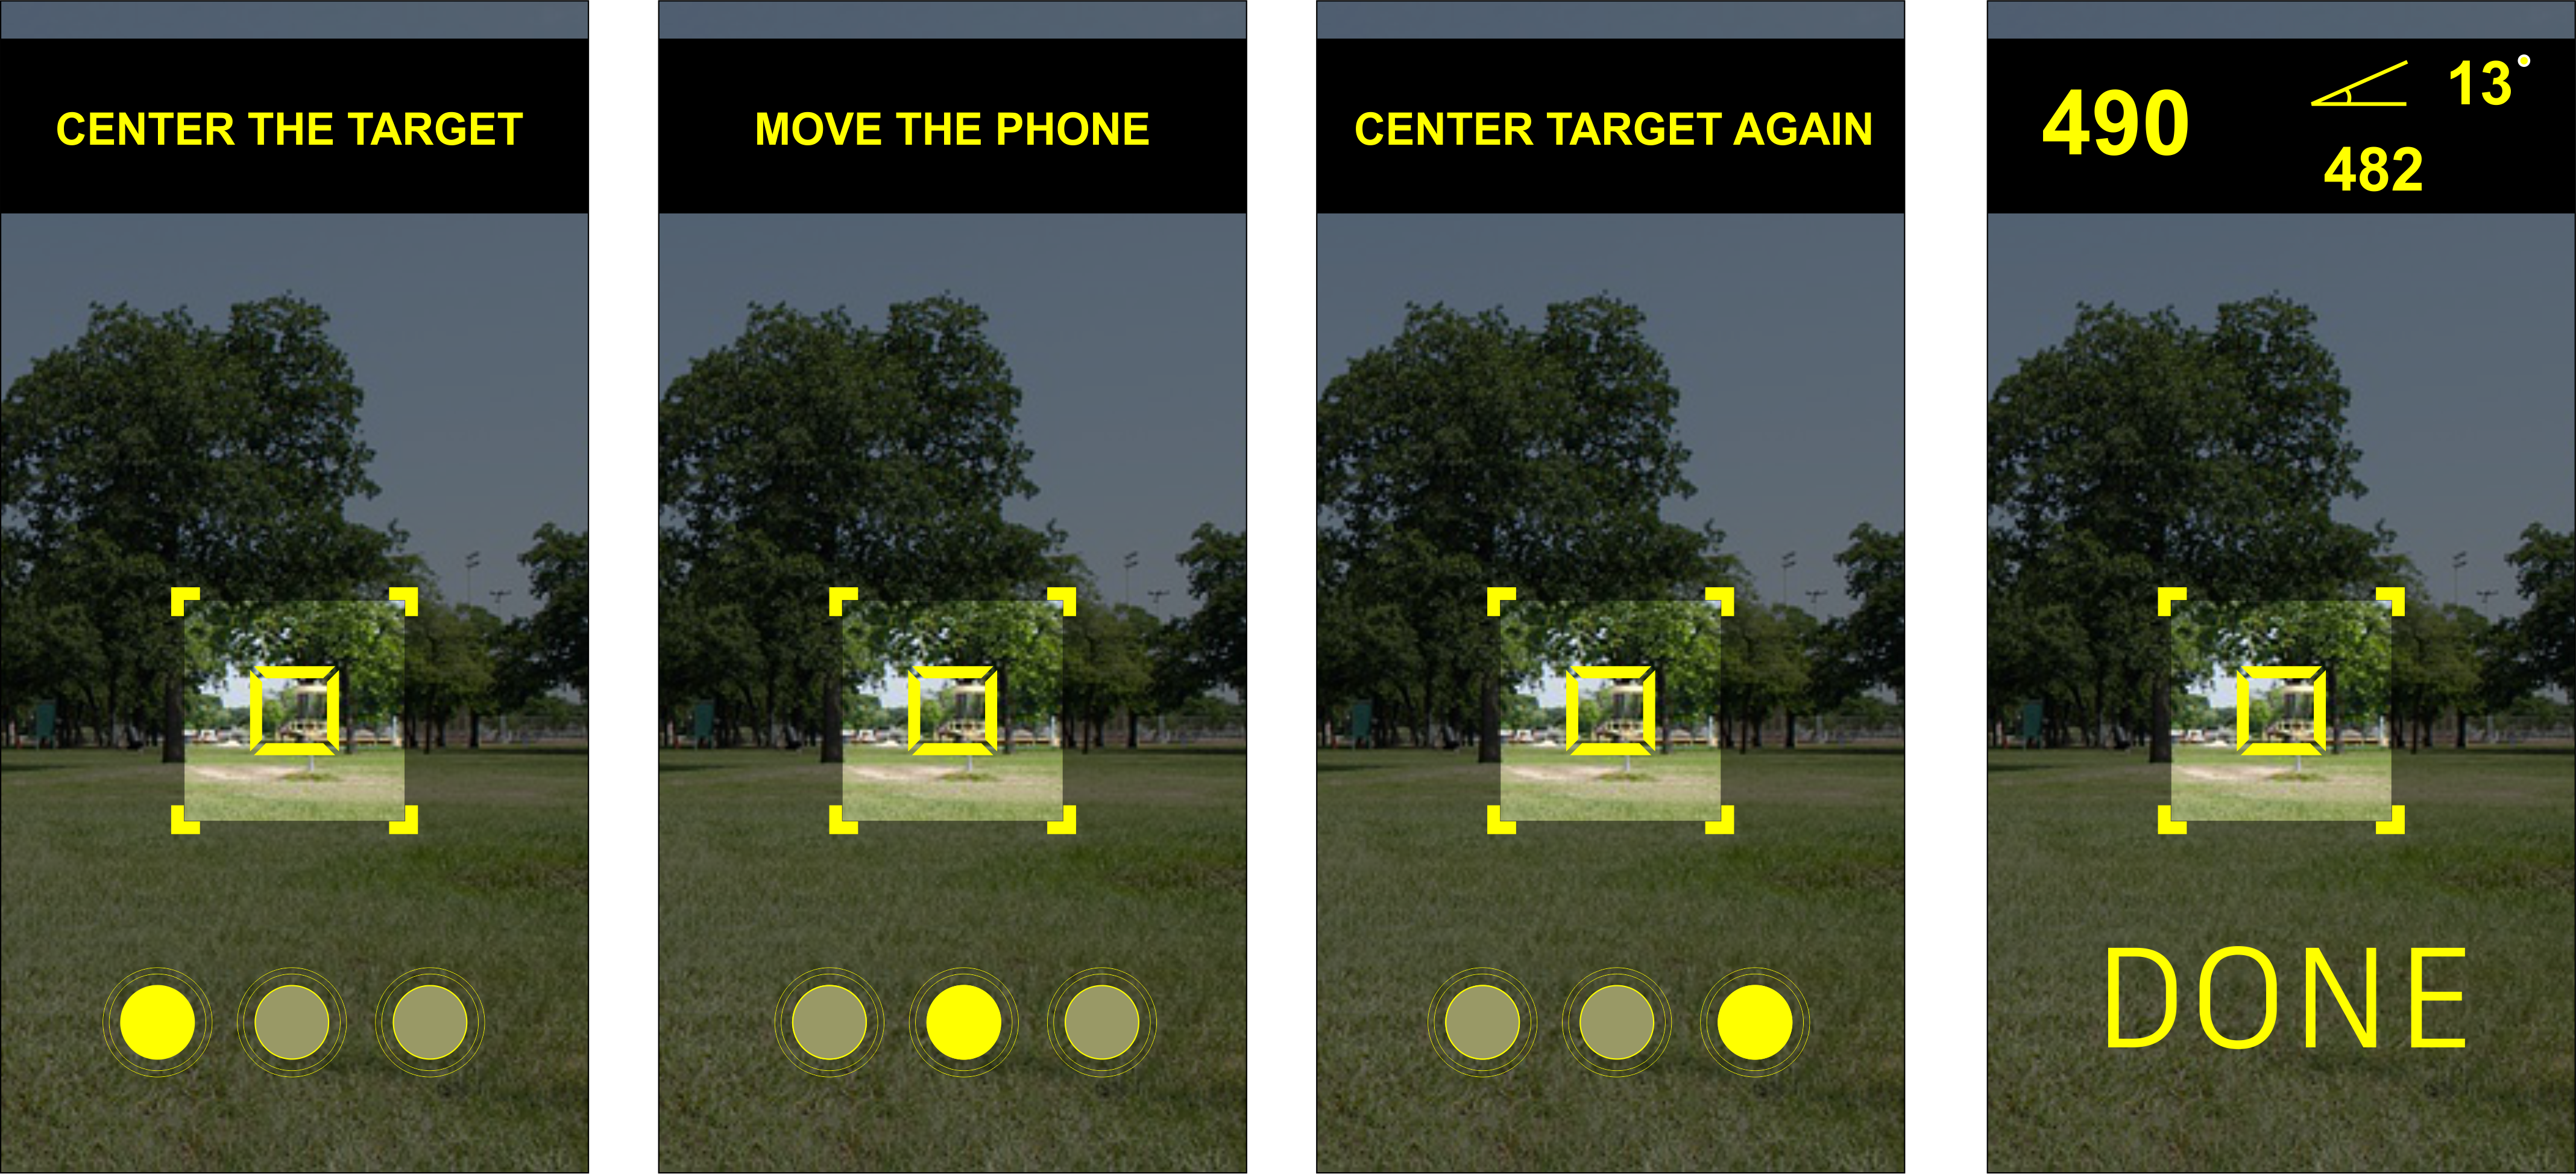 CENTER THE TARGET
MOVE THE PHONE
CENTER TARGET AGAIN
490
13°
482
DONE